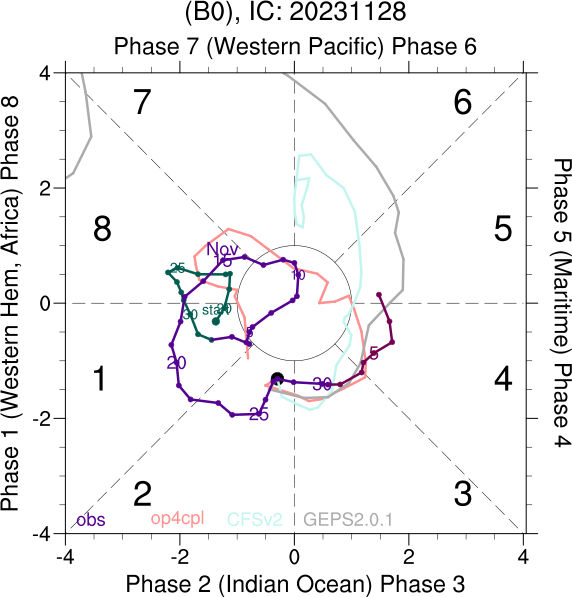 (B0), IC: 20231128
Phase 7 (Western Pacific) Phase 6
Phase 1 (Western Hem, Africa) Phase 8
Phase 5 (Maritime) Phase 4
4
2
0
-2
-4
7
6
8
5
1
4
2
3
Nov
15
25
10
start
30
20
5
5
20
30
25
obs
op4cpl
CFSv2
GEPS2.0.1
-4
-2
0
2
4
Phase 2 (Indian Ocean) Phase 3